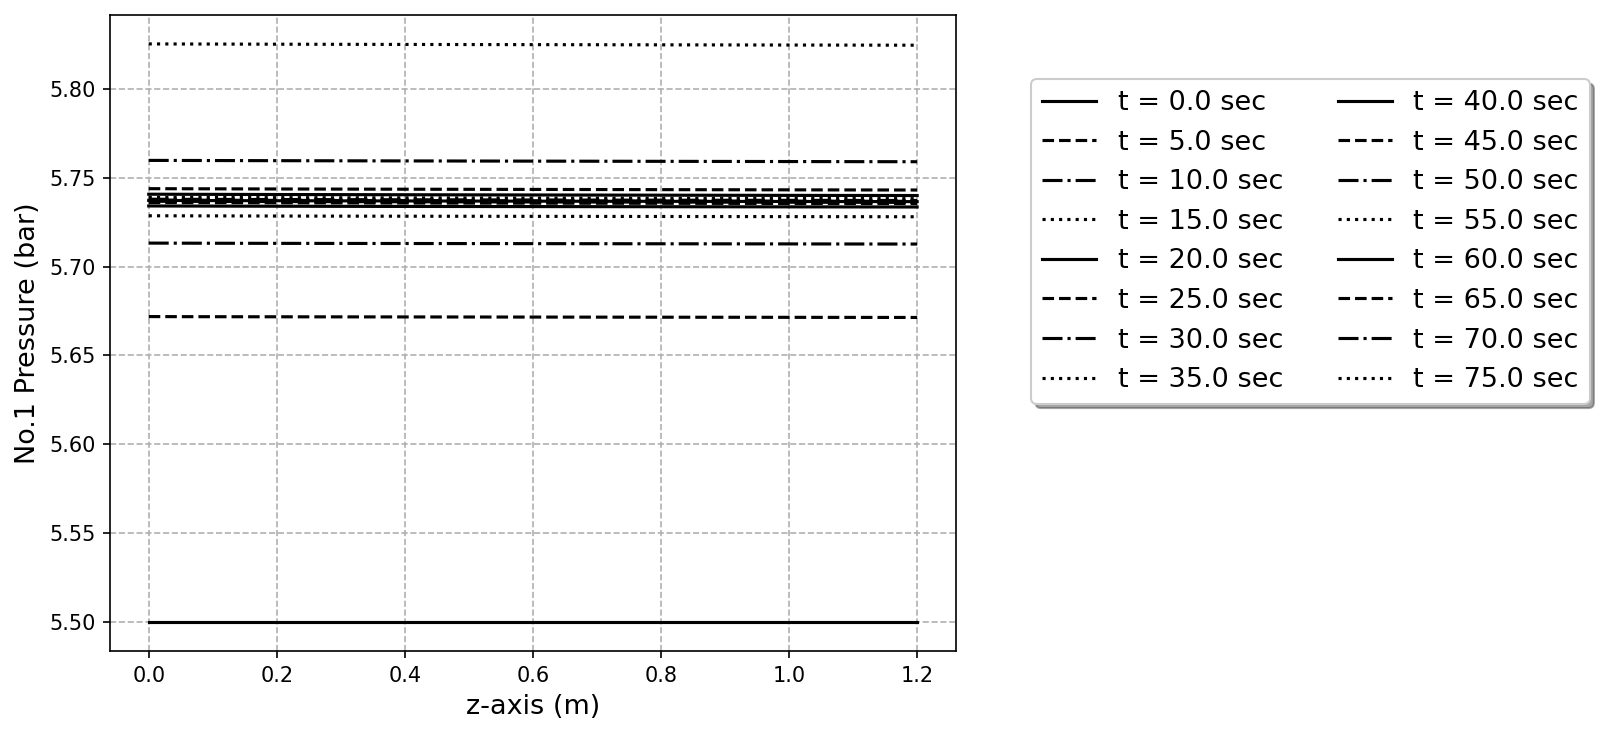 5.80
5.75
5.70
5.65
5.60
5.55
5.50
No.1 Pressure (bar)
0.0 0.2 0.4 0.6 0.8 1.0 1.2
z-axis (m)
t = 0.0 sec
t = 5.0 sec
t = 10.0 sec
t = 15.0 sec
t = 20.0 sec
t = 25.0 sec
t = 30.0 sec
t = 35.0 sec
t = 40.0 sec
t = 45.0 sec
t = 50.0 sec
t = 55.0 sec
t = 60.0 sec
t = 65.0 sec
t = 70.0 sec
t = 75.0 sec